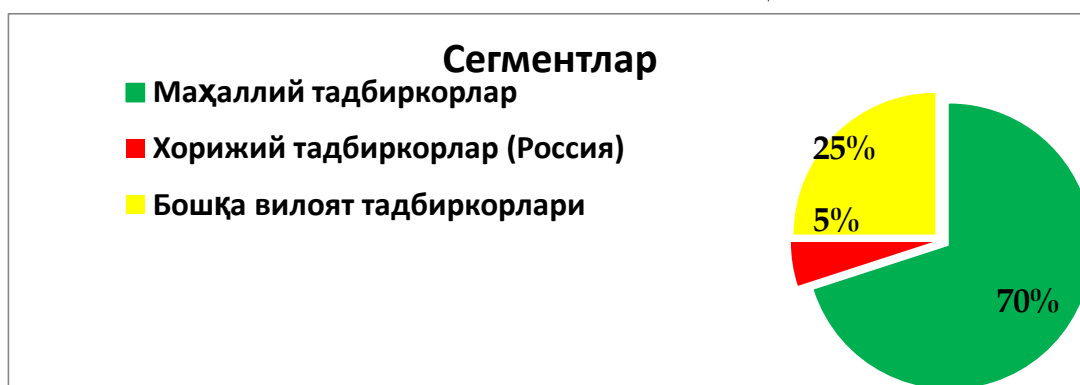 Сегментлар
Маҳаллий тадбиркорлар
Хорижий тадбиркорлар (Россия)
Бошқа вилоят тадбиркорлари
25%
5%
70%